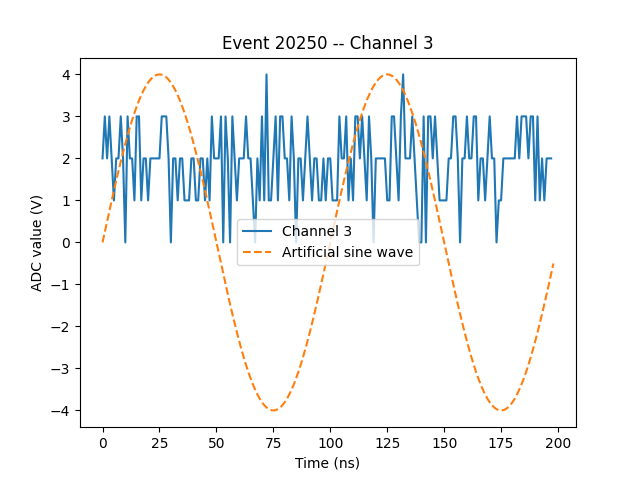 Event 20250 -- Channel 3
ADC value (V)
4
3
2
1
0
−1
−2
−3
−4
Channel 3
Artificial sine wave
0 25 50 75 100 125 150 175 200
Time (ns)